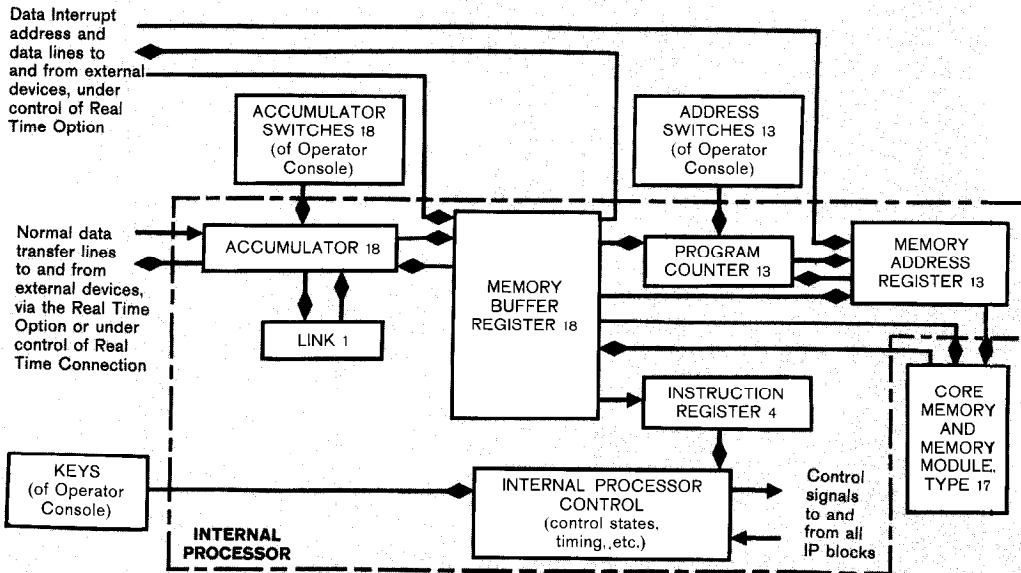 Data Interrupt
address and
data lines to
and from external
devices, under
control of Real
Time Option
ACCUMULATOR
SWITCHES 18
(of Operator
Console)
ADDRESS
SWITCHES 13
(of Operator
Console)
Normal data
transfer lines
to and from
external devices,
via the Real Time
Option or under
control of Real
Time Connection
ACCUMULATOR 18
LINK 1
MEMORY
BUFFER
REGISTER 18
PROGRAM
COUNTER 13
MEMORY
ADDRESS
REGISTER 13
INSTRUCTION
REGISTER 4
CORE
MEMORY
AND
MEMORY
MODULE,
TYPE 17
KEYS
(of Operator
Console)
INTERNAL PROCESSOR
CONTROL
(control states,
timing,.etc.)
Control
signals
to and
from all
IP blocks
INTERNAL
PROCESSOR